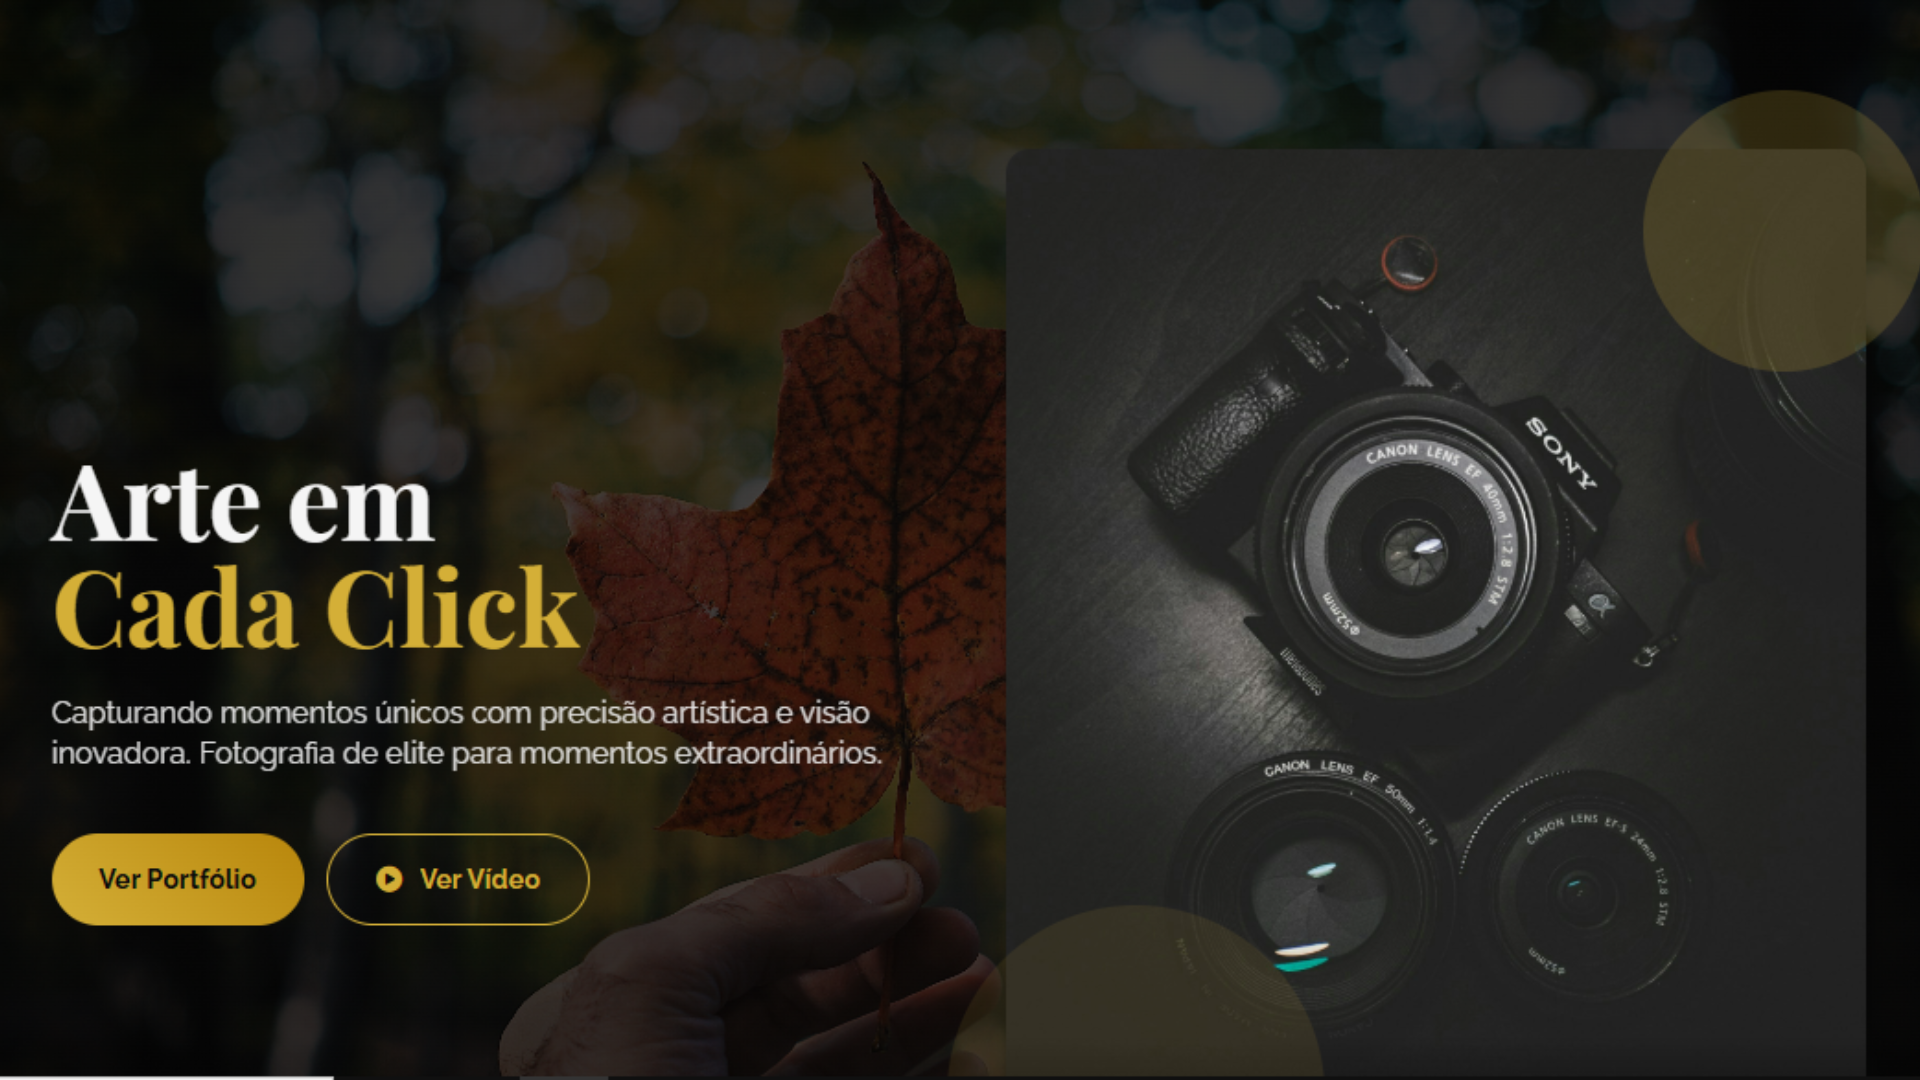 Arte em
Cada Click
Capturando momentos únicos com precisão artística e visão
inovadora. Fotografia de elite para momentos extraordinários.
Ver Portfólio
Ver Vídeo
SONY
CANON LENS EF 40mm 1:2.8 STM
ø52mm
α
CANON LENS EF 50mm 1:1.4
CANON LENS EF-S 24mm 1:2.8 STM
ø52mm